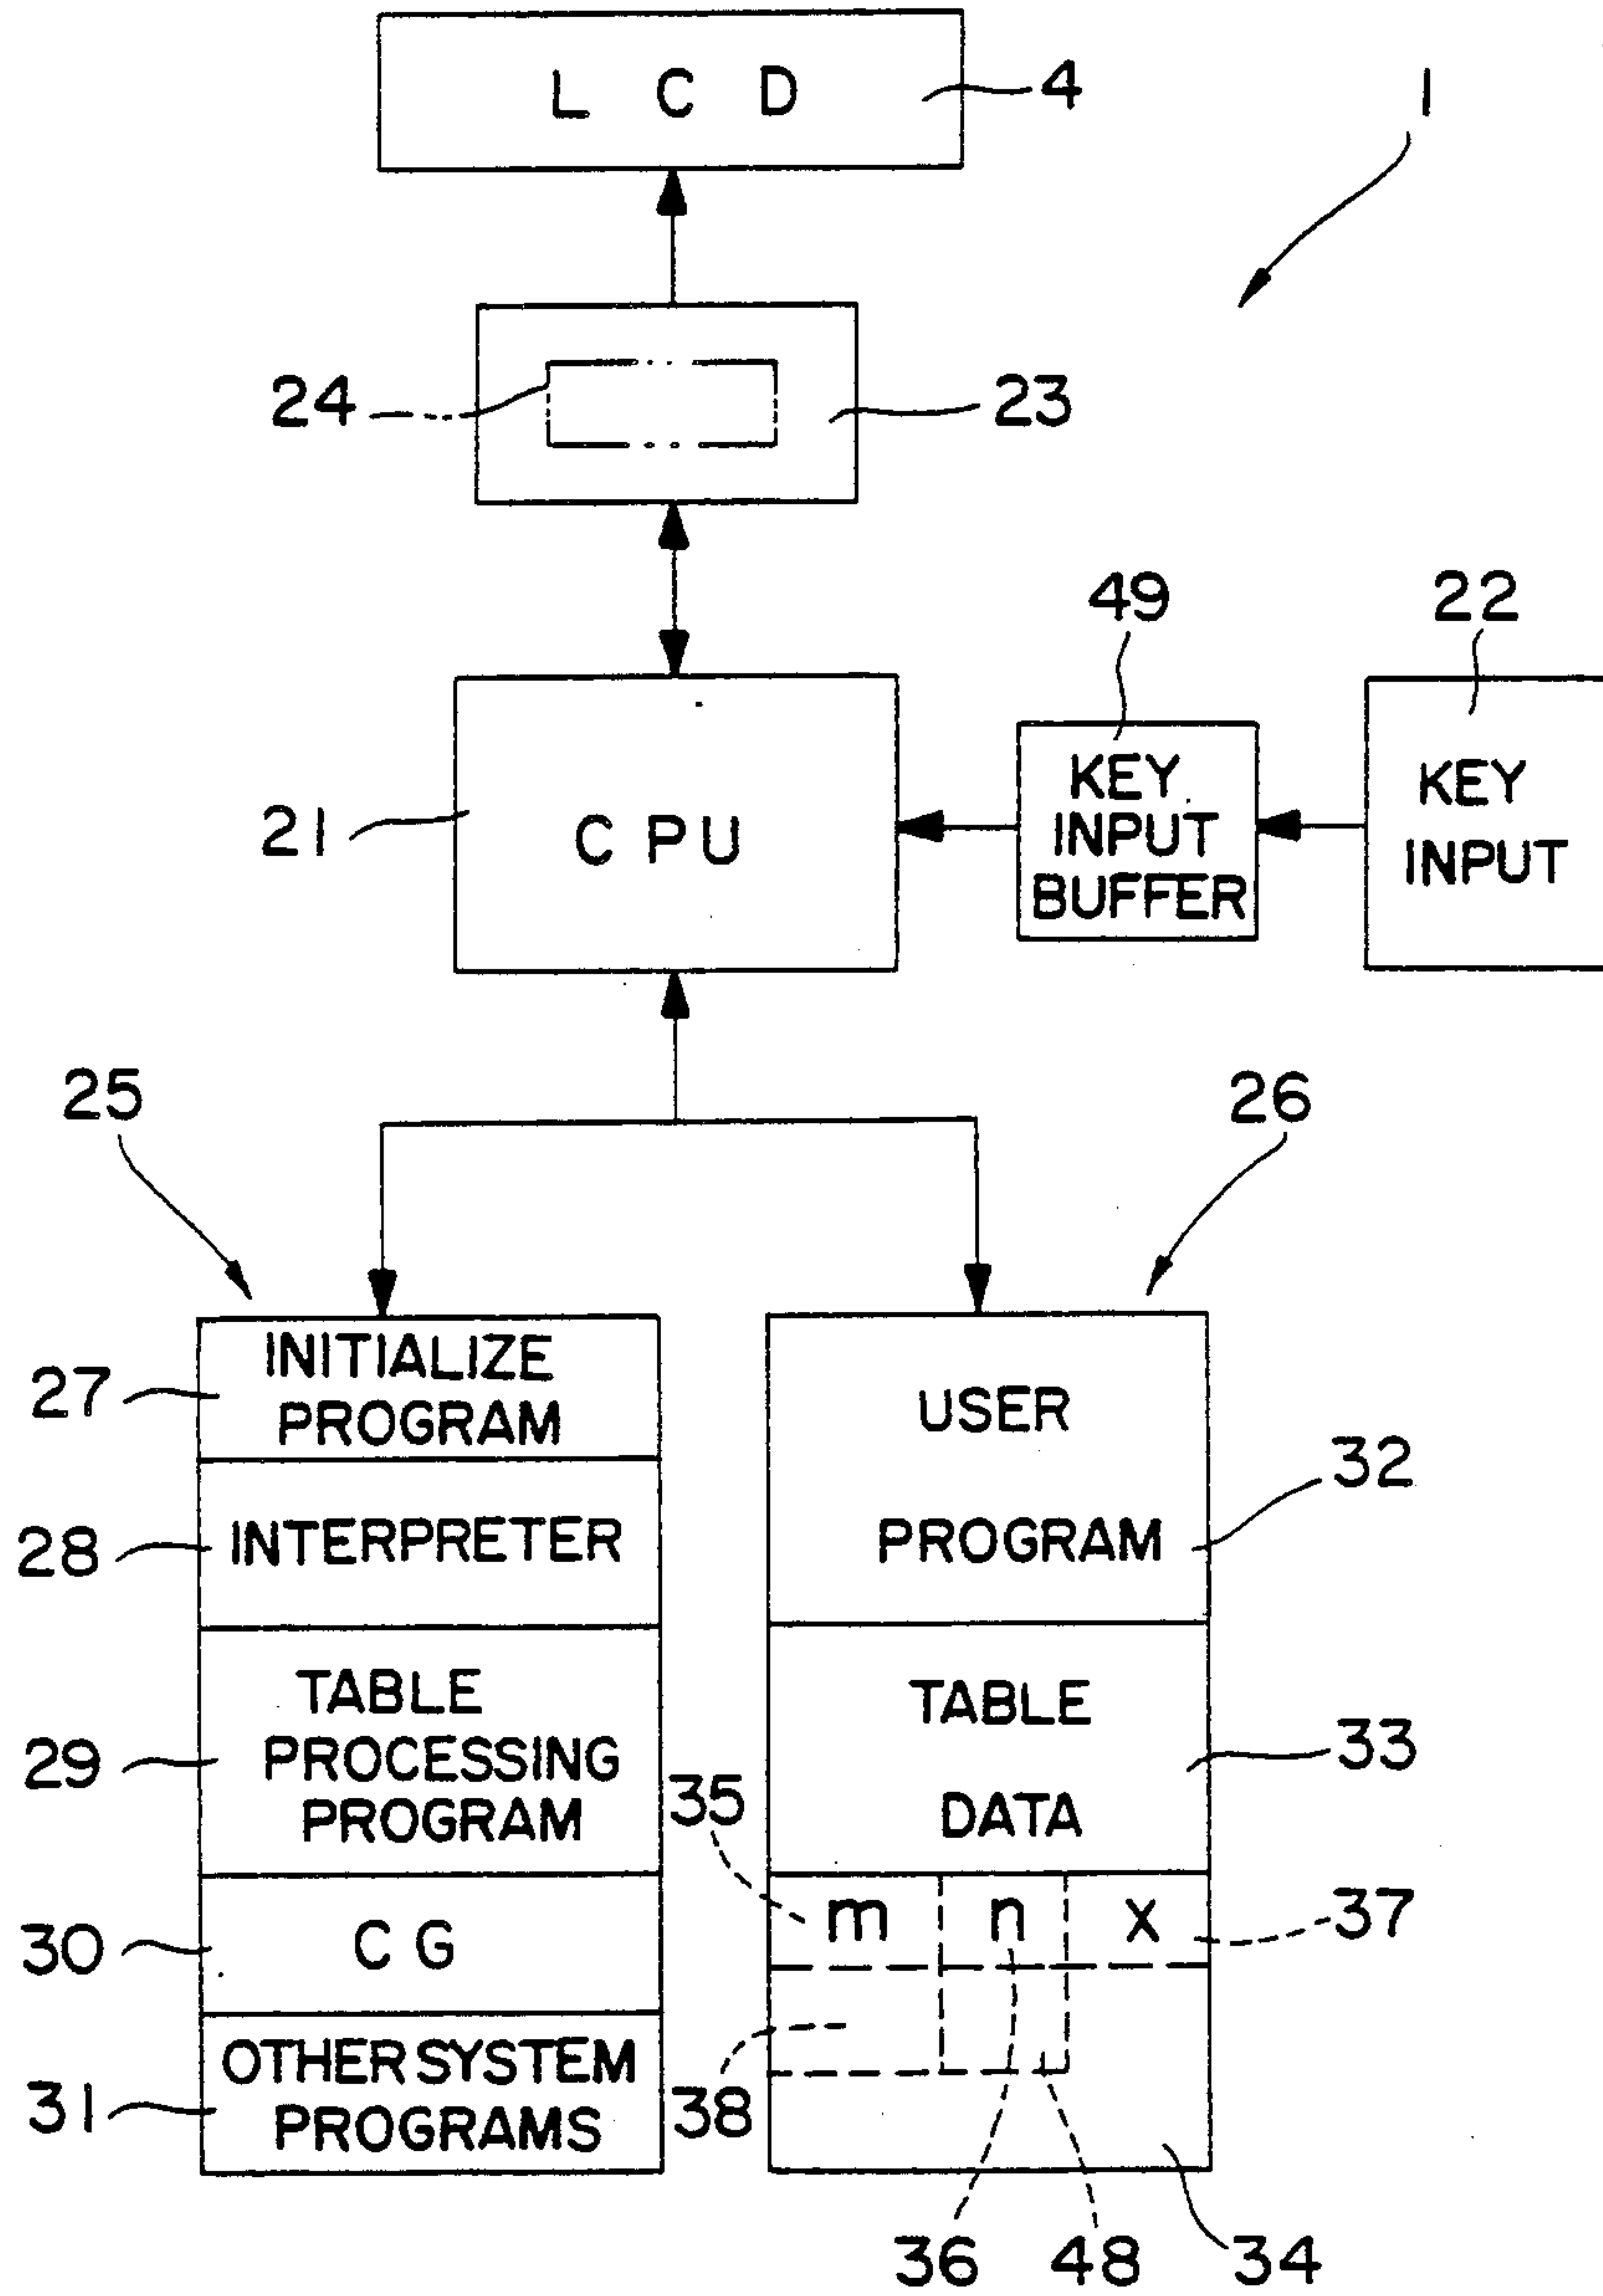 L C D
4
1
24
23
49
22
21
C P U
KEY
INPUT
BUFFER
KEY
INPUT
25
26
27
INITIALIZE
PROGRAM
28
INTERPRETER
29
TABLE
PROCESSING
PROGRAM
30
C G
31
OTHER SYSTEM
PROGRAMS
USER
PROGRAM
32
TABLE
DATA
33
35
m
n
x
37
38
36
48
34